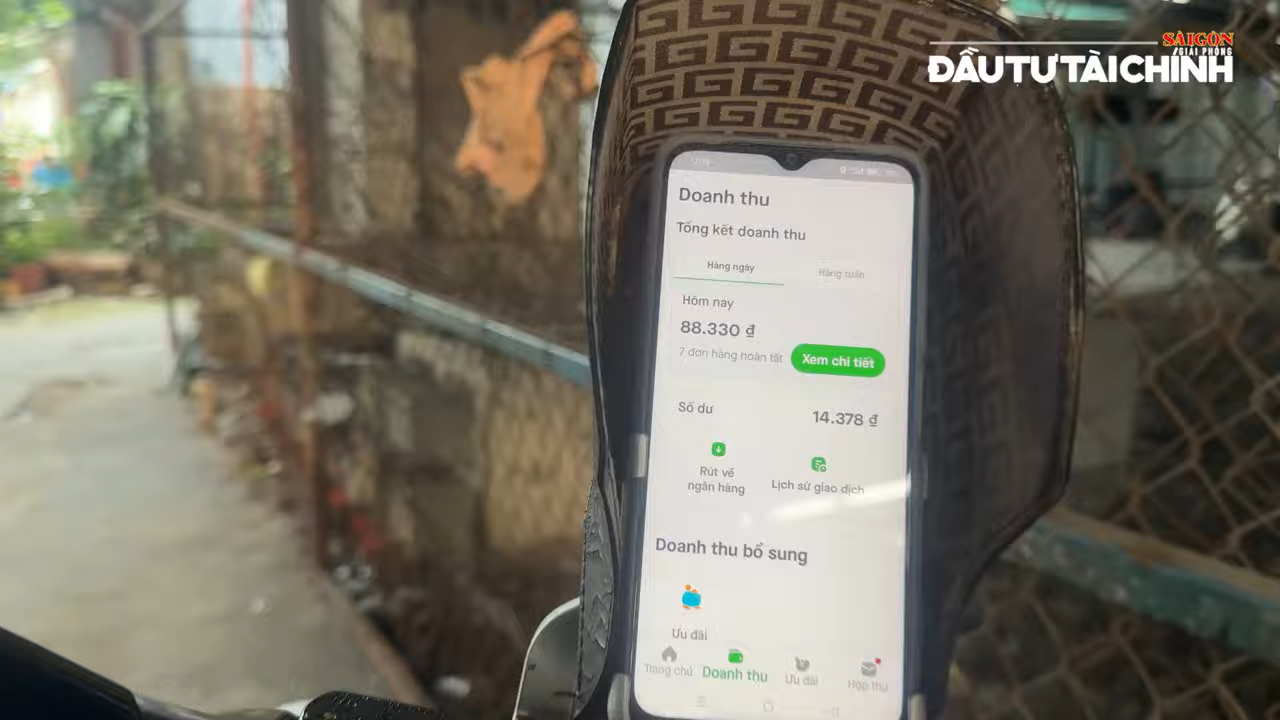 SÀIGÒN
GIẢI PHÓNG
ĐẦU TƯ TÀI CHÍNH
Doanh thu
Tổng kết doanh thu
Hàng ngày
Hàng tuần
Hôm nay
88.330 ₫
7 đơn hàng hoàn tất
Xem chi tiết
Số dư
14.378 ₫
Rút về
ngân hàng
Lịch sử giao dịch
Doanh thu bổ sung
Ưu đãi
Trang chủ
Doanh thu
Ưu đãi
Hộp thư